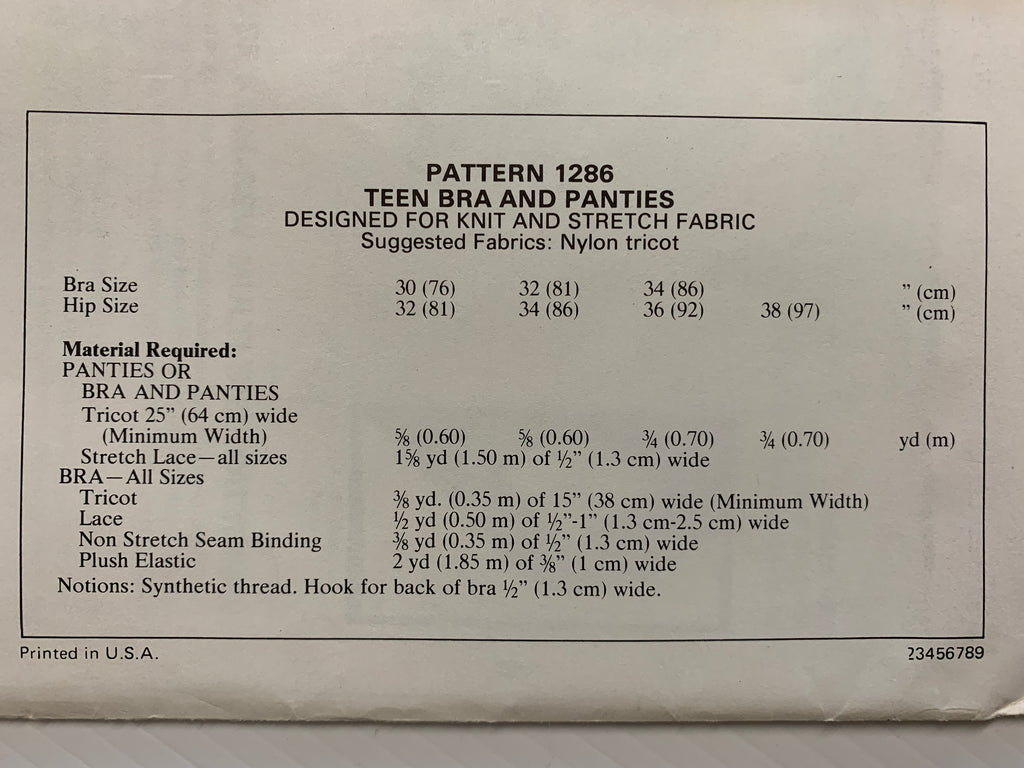 PATTERN 1286
TEEN BRA AND PANTIES
DESIGNED FOR KNIT AND STRETCH FABRIC
Suggested Fabrics: Nylon tricot
Bra Size 30 (76) 32 (81) 34 (86) ” (cm)
Hip Size 32 (81) 34 (86) 36 (92) 38 (97) ” (cm)
Material Required:
PANTIES OR
BRA AND PANTIES
Tricot 25” (64 cm) wide
(Minimum Width) ⅝ (0.60) ⅝ (0.60) ¾ (0.70) ¾ (0.70) yd (m)
Stretch Lace—all sizes 1⅝ yd (1.50 m) of ½” (1.3 cm) wide
BRA—All Sizes
Tricot ⅜ yd. (0.35 m) of 15” (38 cm) wide (Minimum Width)
Lace ½ yd (0.50 m) of ½”-1” (1.3 cm-2.5 cm) wide
Non Stretch Seam Binding ⅜ yd (0.35 m) of ½” (1.3 cm) wide
Plush Elastic 2 yd (1.85 m) of ⅜” (1 cm) wide
Notions: Synthetic thread. Hook for back of bra ½” (1.3 cm) wide.
Printed in U.S.A. 23456789